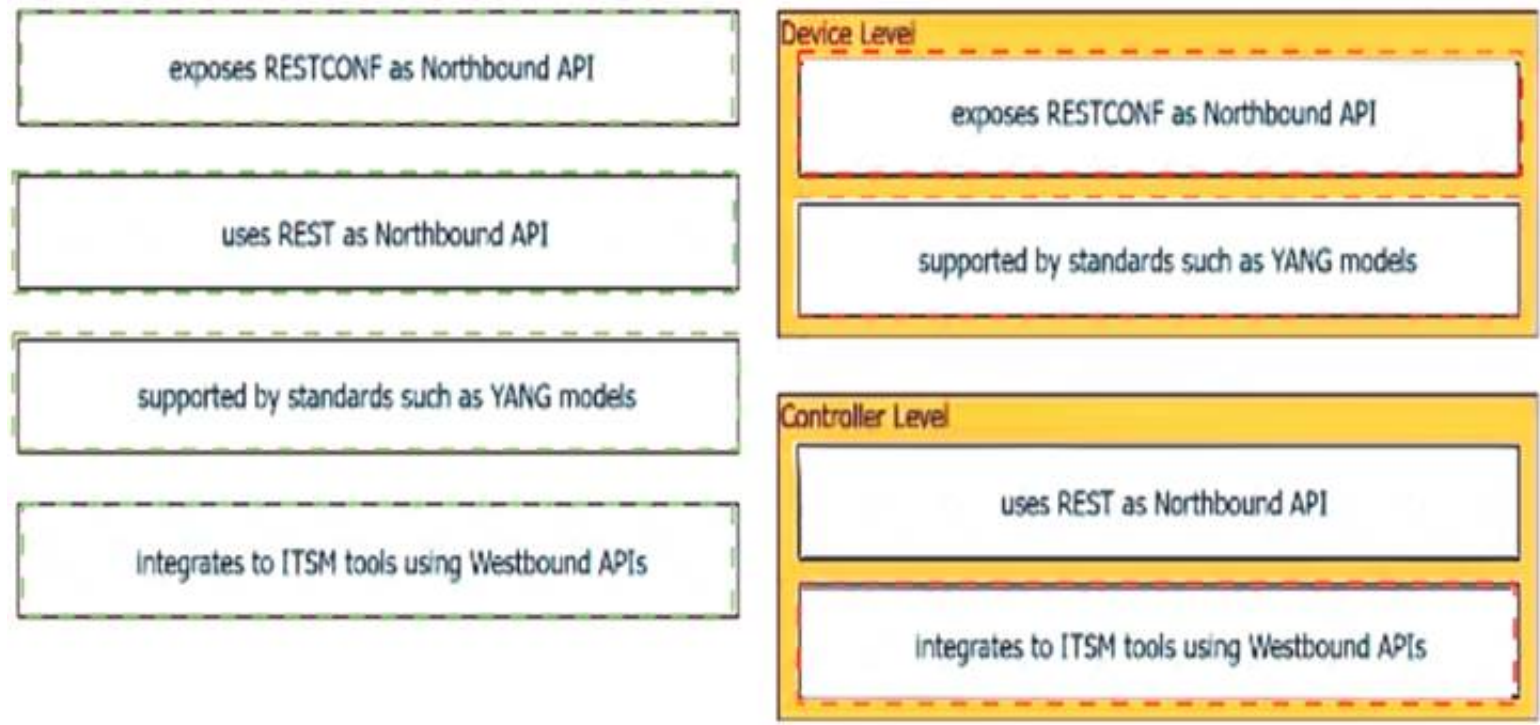 exposes RESTCONF as Northbound API
uses REST as Northbound API
supported by standards such as YANG models
integrates to ITSM tools using Westbound APIs
Device Level
exposes RESTCONF as Northbound API
supported by standards such as YANG models
Controller Level
uses REST as Northbound API
integrates to ITSM tools using Westbound APIs